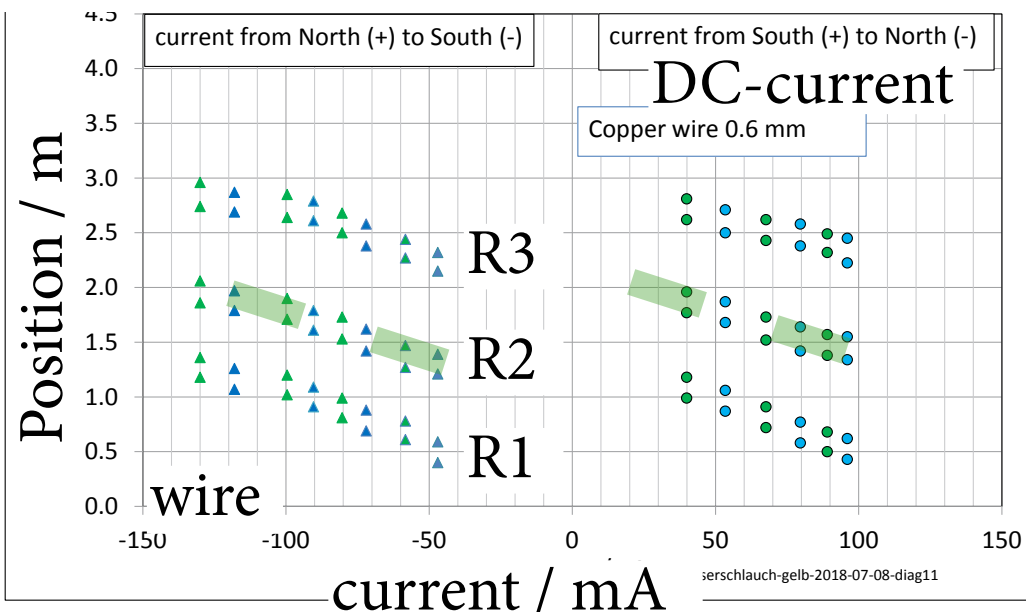 4.5
current from North (+) to South (-)
current from South (+) to North (-)
4.0
DC-current
3.5
Copper wire 0.6 mm
3.0
2.5
R3
2.0
1.5
R2
1.0
0.5
R1
0.0
wire
Position / m
-150 -100 -50 0 50 100 150
serschlauch-gelb-2018-07-08-diag11
current / mA